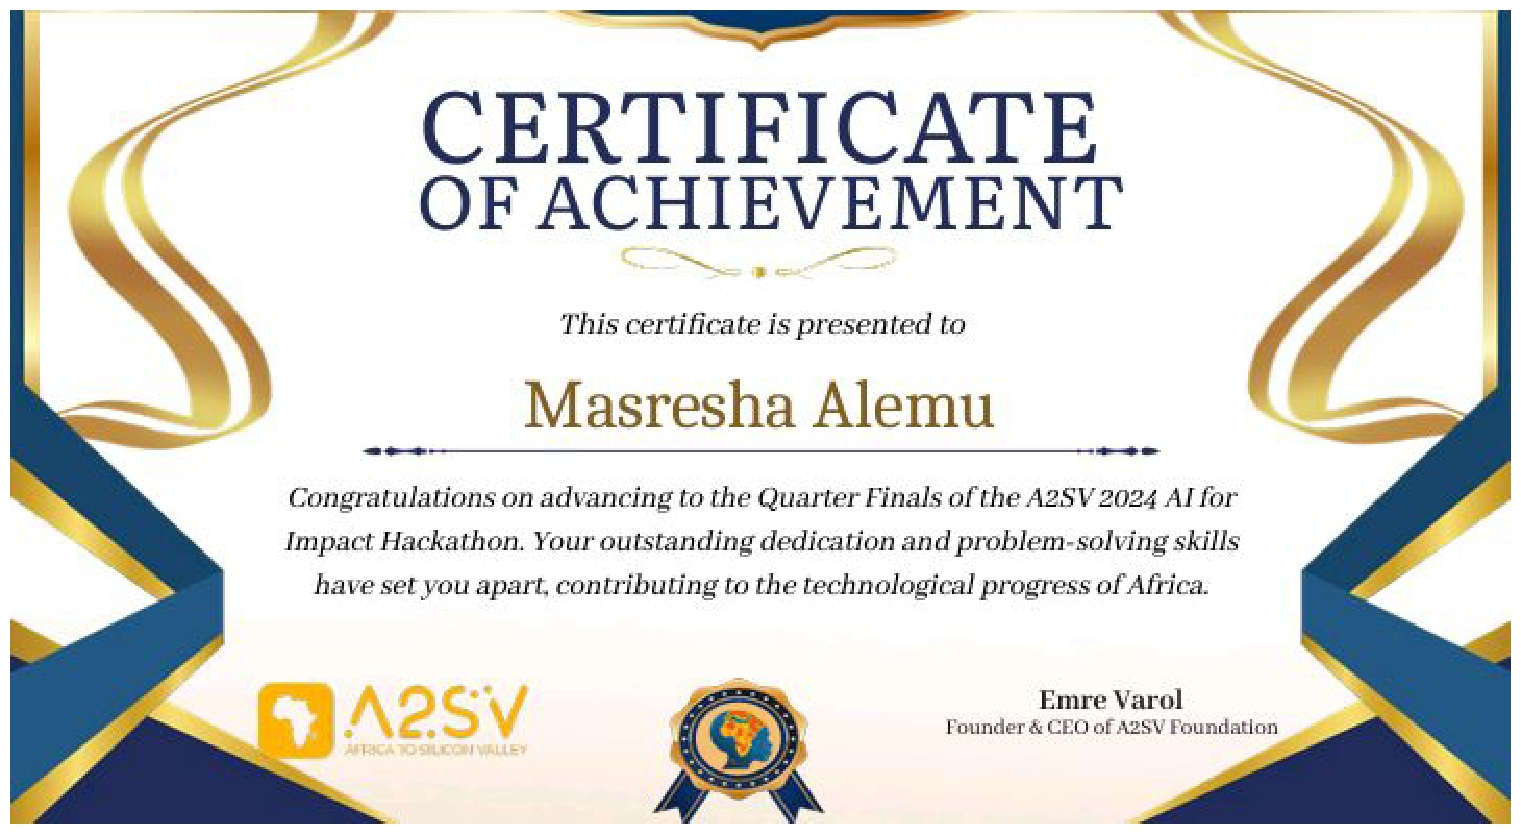 CERTIFICATE
OF ACHIEVEMENT
This certificate is presented to
Masresha Alemu
Congratulations on advancing to the Quarter Finals of the A2SV 2024 AI for
Impact Hackathon. Your outstanding dedication and problem-solving skills
have set you apart, contributing to the technological progress of Africa.
A2SV
AFRICA TO SILICON VALLEY
Emre Varol
Founder & CEO of A2SV Foundation